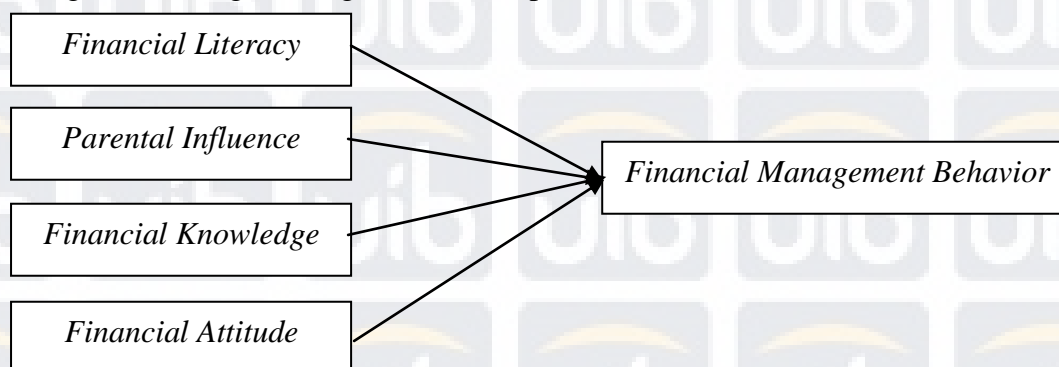 Financial Literacy
Parental Influence
Financial Management Behavior
Financial Knowledge
Financial Attitude